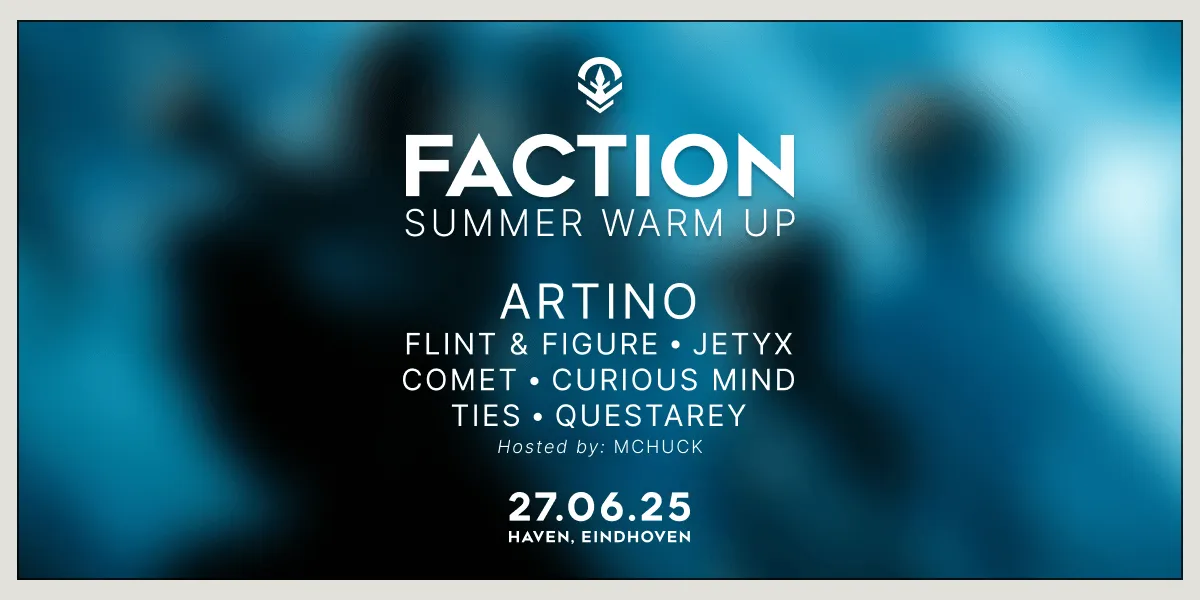 FACTION
SUMMER WARM UP
ARTINO
FLINT & FIGURE • JETYX
COMET • CURIOUS MIND
TIES • QUESTAREY
Hosted by: MCHUCK
27.06.25
HAVEN, EINDHOVEN